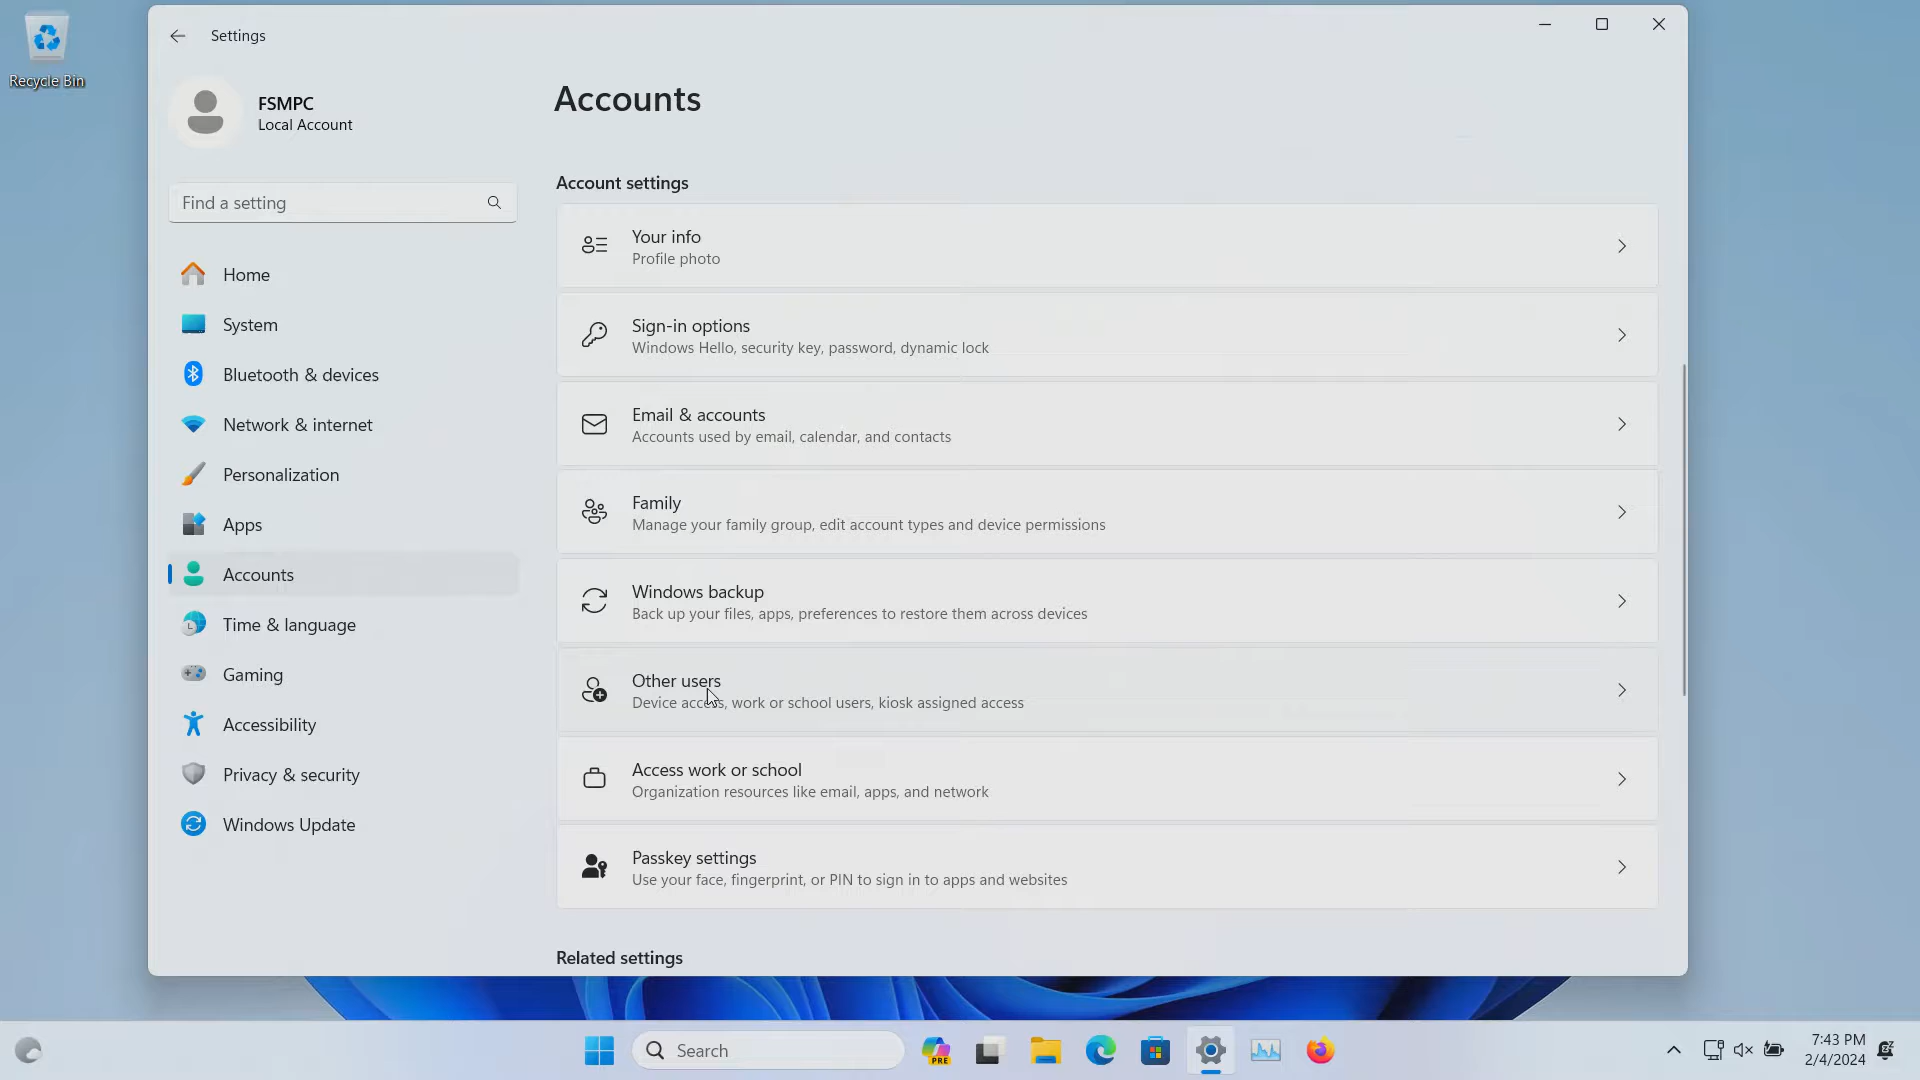 Recycle Bin
Settings
FSMPC
Local Account
Find a setting
Home
System
Bluetooth & devices
Network & internet
Personalization
Apps
Accounts
Time & language
Gaming
Accessibility
Privacy & security
Windows Update
Accounts
Account settings
Your info
Profile photo
Sign-in options
Windows Hello, security key, password, dynamic lock
Email & accounts
Accounts used by email, calendar, and contacts
Family
Manage your family group, edit account types and device permissions
Windows backup
Back up your files, apps, preferences to restore them across devices
Other users
Device access, work or school users, kiosk assigned access
Access work or school
Organization resources like email, apps, and network
Passkey settings
Use your face, fingerprint, or PIN to sign in to apps and websites
Related settings
Search
PRE
7:43 PM
2/4/2024